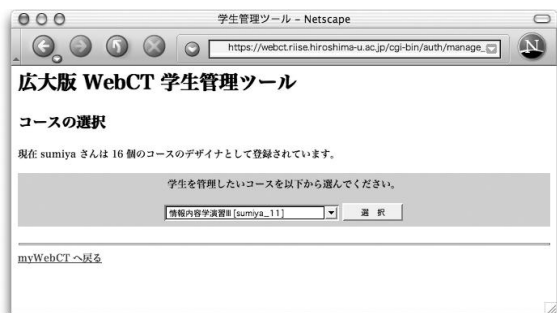 学生管理ツール – Netscape
https://webct.riise.hiroshima-u.ac.jp/cgi-bin/auth/manage_
N
広大版 WebCT 学生管理ツール
コースの選択
現在 sumiya さんは 16 個のコースのデザイナとして登録されています。
学生を管理したいコースを以下から選んでください。
情報内容学演習III [sumiya_11] 選 択
myWebCT へ戻る